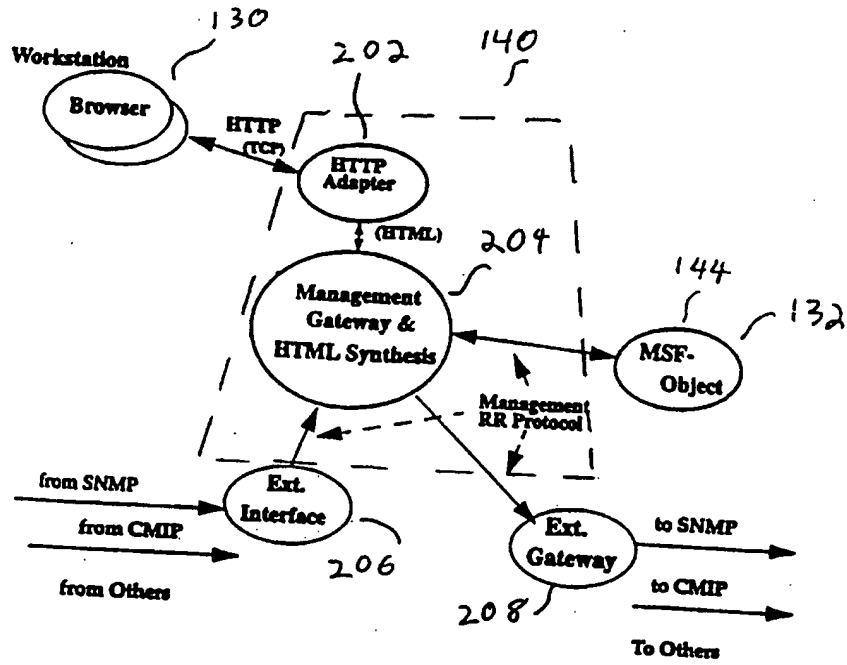 130
202
140
Workstation
Browser
HTTP
(TCP)
HTTP
Adapter
(HTML)
204
Management
Gateway &
HTML Synthesis
144
132
MSF-
Object
Management
RR Protocol
from SNMP
from CMIP
from Others
Ext.
Interface
206
Ext.
Gateway
208
to SNMP
to CMIP
To Others